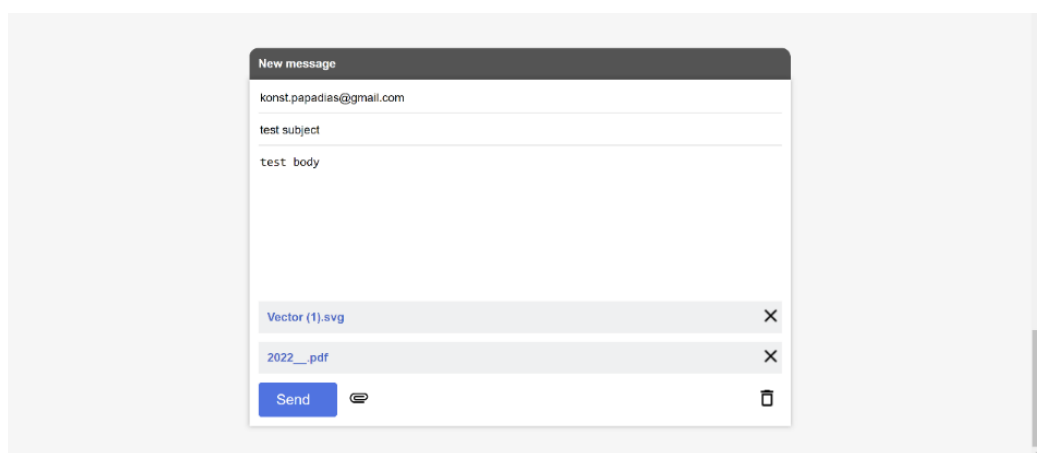 New message
konst.papadias@gmail.com
test subject
test body
Vector (1).svg
2022__.pdf
Send